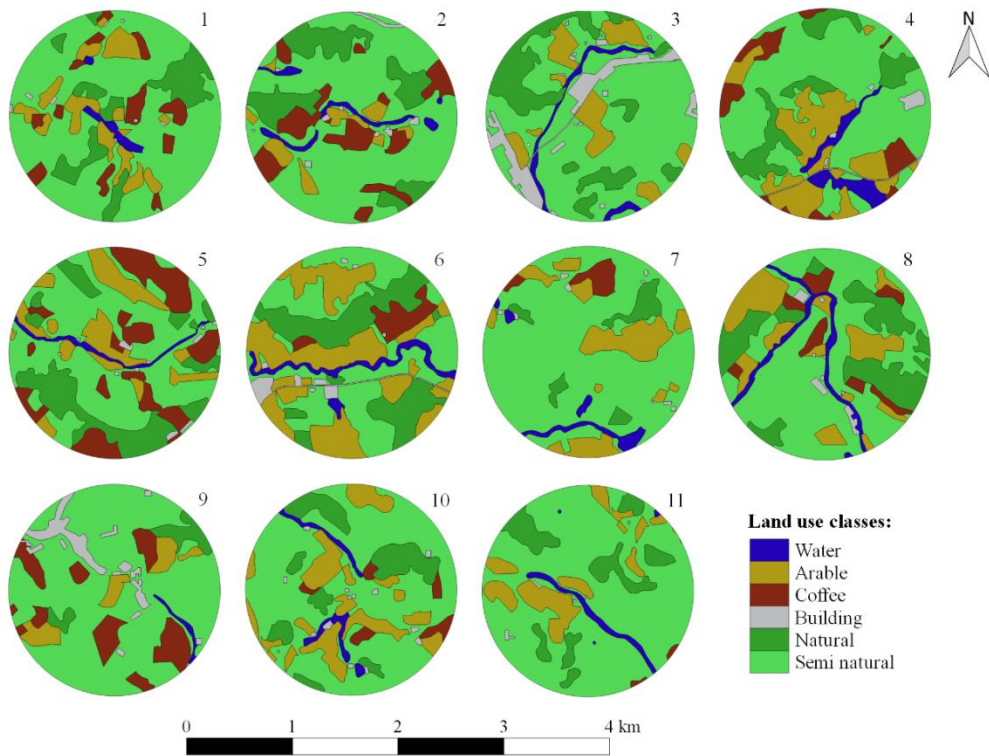 1
2
3
4
N
5
6
7
8
9
10
11
Land use classes:
Water
Arable
Coffee
Building
Natural
Semi natural
0 1 2 3 4 km